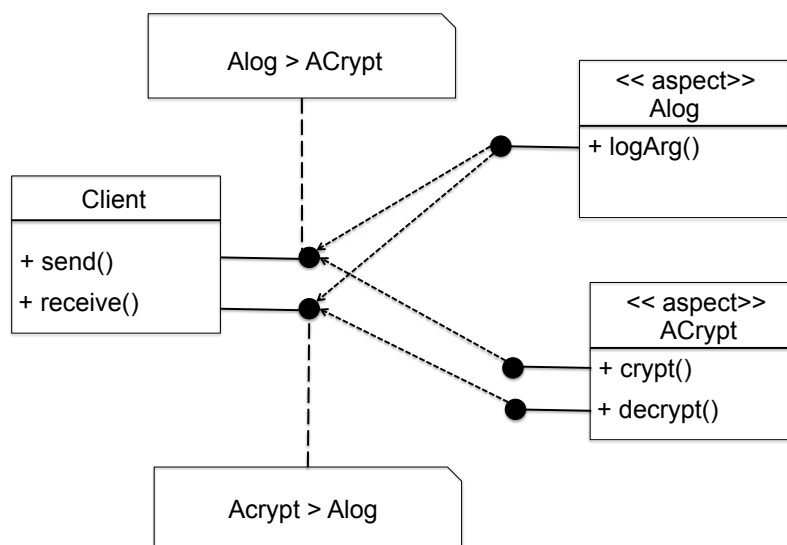 Alog > ACrypt
<< aspect>>
Alog
+ logArg()
Client
+ send()
+ receive()
<< aspect>>
ACrypt
+ crypt()
+ decrypt()
Acrypt > Alog